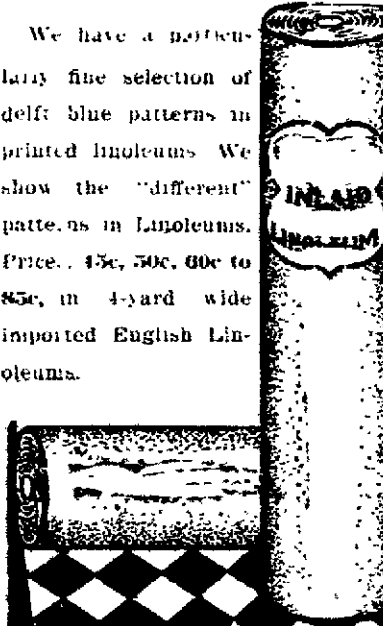 We have a particu-
larly fine selection of
delft blue patterns in
printed linoleums We
show the "different"
patterns in Linoleums.
Price., 45c, 50c, 60c to
85c, in 4-yard wide
imported English Lin-
oleums.
INLAID
LINOLEUM